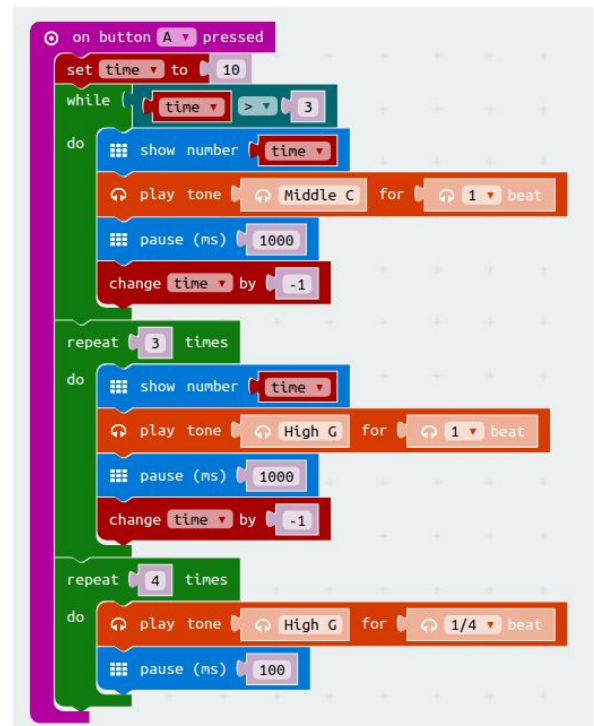 on button A pressed
set time to 10
while time > 3
do show number time
play tone Middle C for 1 beat
pause (ms) 1000
change time by -1
repeat 3 times
do show number time
play tone High G for 1 beat
pause (ms) 1000
change time by -1
repeat 4 times
do play tone High G for 1/4 beat
pause (ms) 100